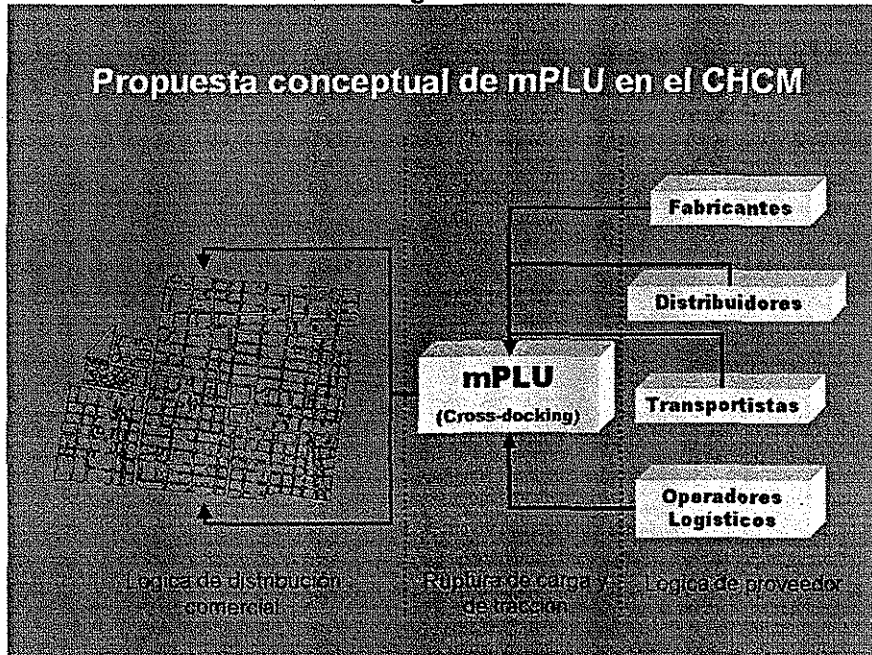 Propuesta conceptual de mPLU en el CHCM
Fabricantes
Distribuidores
mPLU
(Cross-docking)
Transportistas
Operadores
Logísticos
Lógica de distribución
comercial
Ruptura de carga y
de tracción
Lógica de proveedor